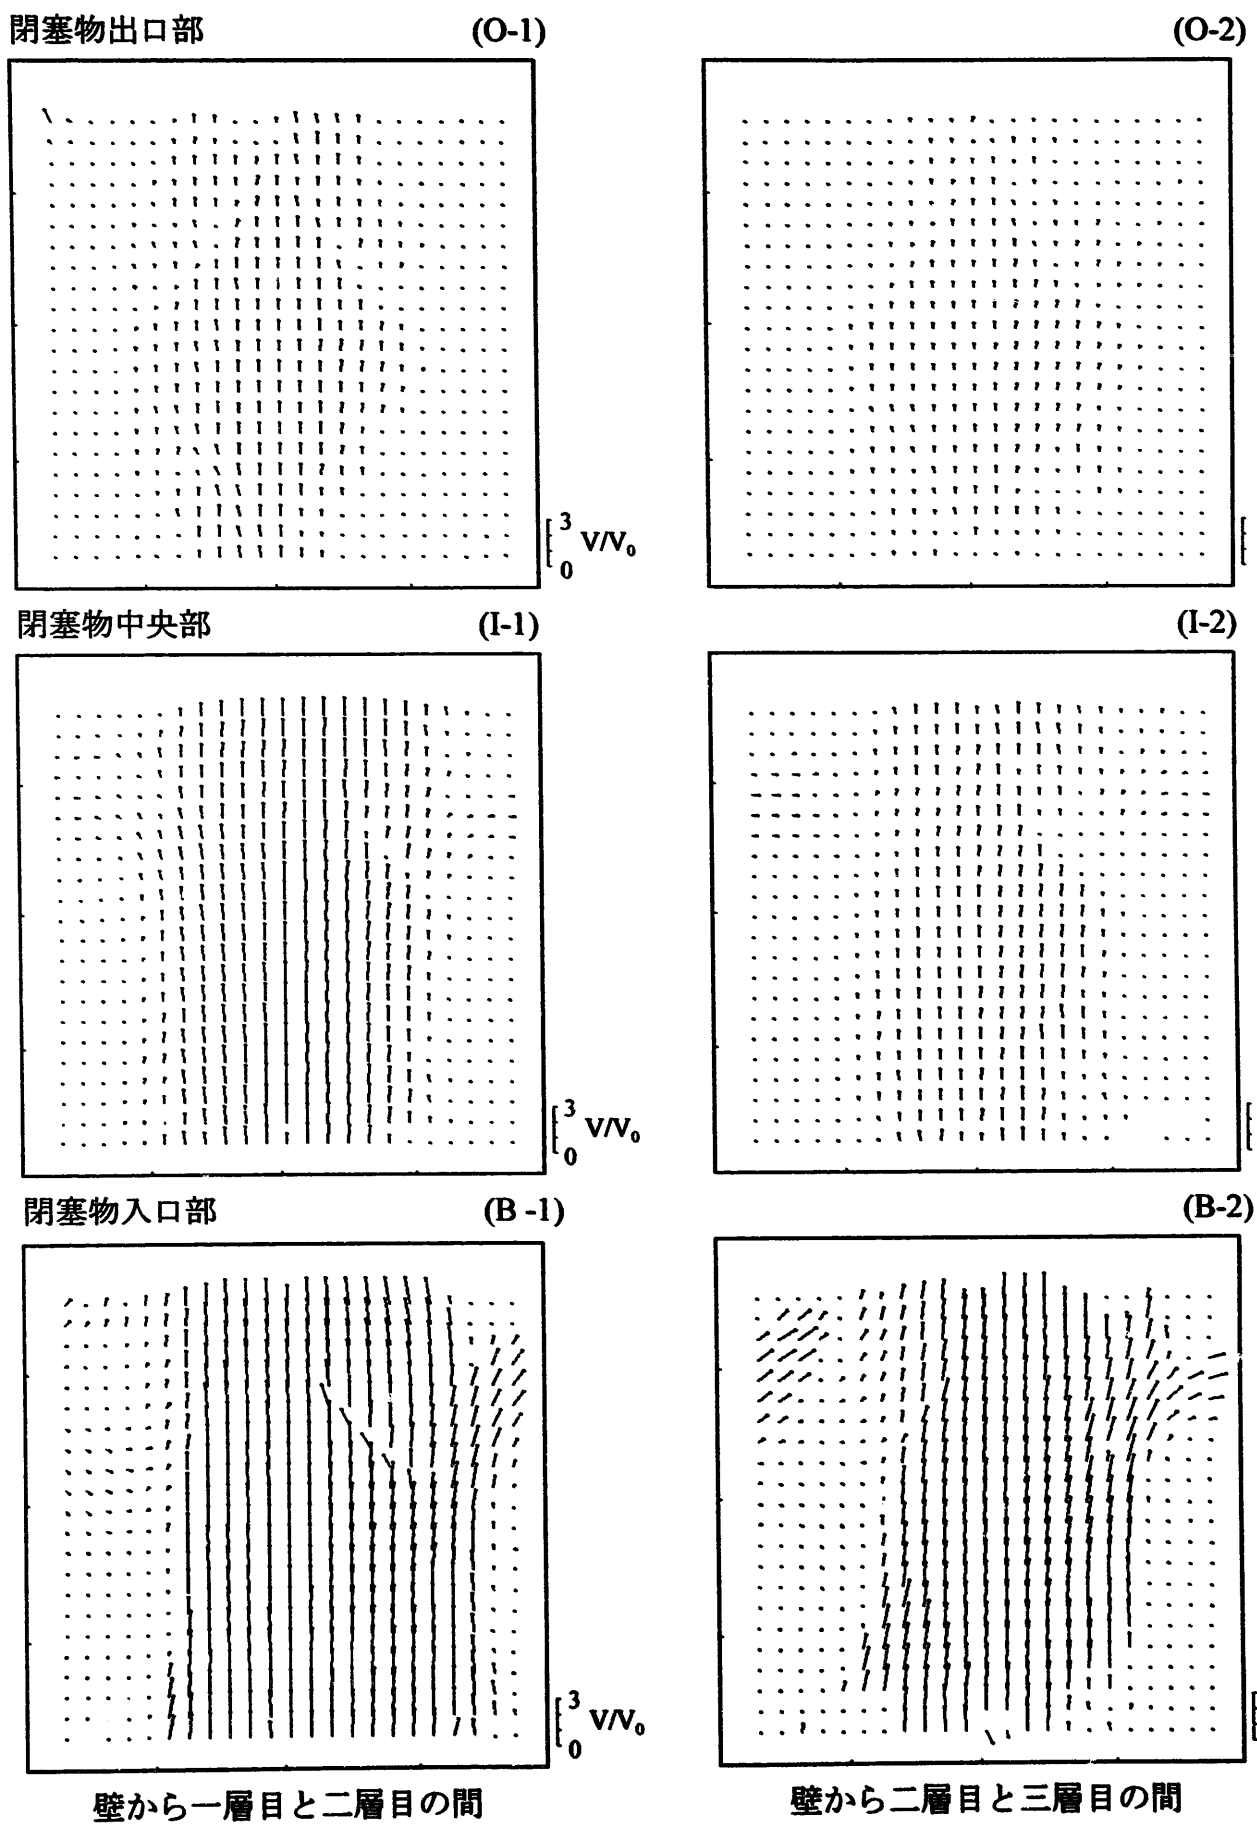 閉塞物出口部 (O-1) (O-2)
3
V/V₀
0
閉塞物中央部 (I-1) (I-2)
3
V/V₀
0
閉塞物入口部 (B -1) (B-2)
3
V/V₀
0
壁から一層目と二層目の間 壁から二層目と三層目の間